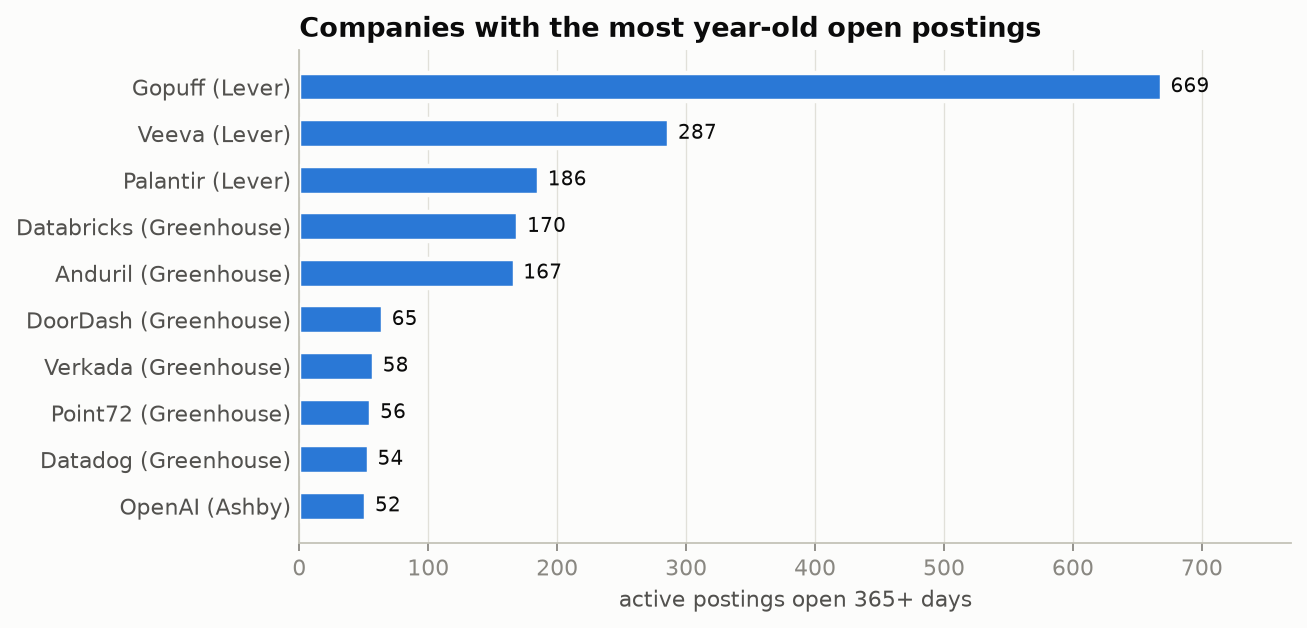 Companies with the most year-old open postings
Gopuff (Lever) 669
Veeva (Lever) 287
Palantir (Lever) 186
Databricks (Greenhouse) 170
Anduril (Greenhouse) 167
DoorDash (Greenhouse) 65
Verkada (Greenhouse) 58
Point72 (Greenhouse) 56
Datadog (Greenhouse) 54
OpenAI (Ashby) 52
0 100 200 300 400 500 600 700
active postings open 365+ days